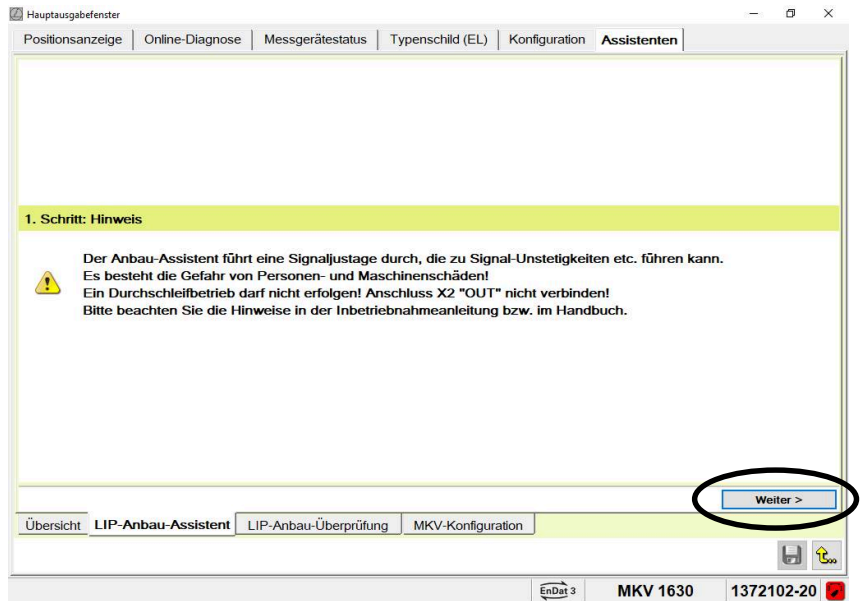 Hauptausgabefenster
Positionsanzeige Online-Diagnose Messgerätestatus Typenschild (EL) Konfiguration Assistenten
1. Schritt: Hinweis
Der Anbau-Assistent führt eine Signaljustage durch, die zu Signal-Unstetigkeiten etc. führen kann.
Es besteht die Gefahr von Personen- und Maschinenschäden!
Ein Durchschleifbetrieb darf nicht erfolgen! Anschluss X2 "OUT" nicht verbinden!
Bitte beachten Sie die Hinweise in der Inbetriebnahmeanleitung bzw. im Handbuch.
Weiter >
Übersicht LIP-Anbau-Assistent LIP-Anbau-Überprüfung MKV-Konfiguration
EnDat 3 MKV 1630 1372102-20